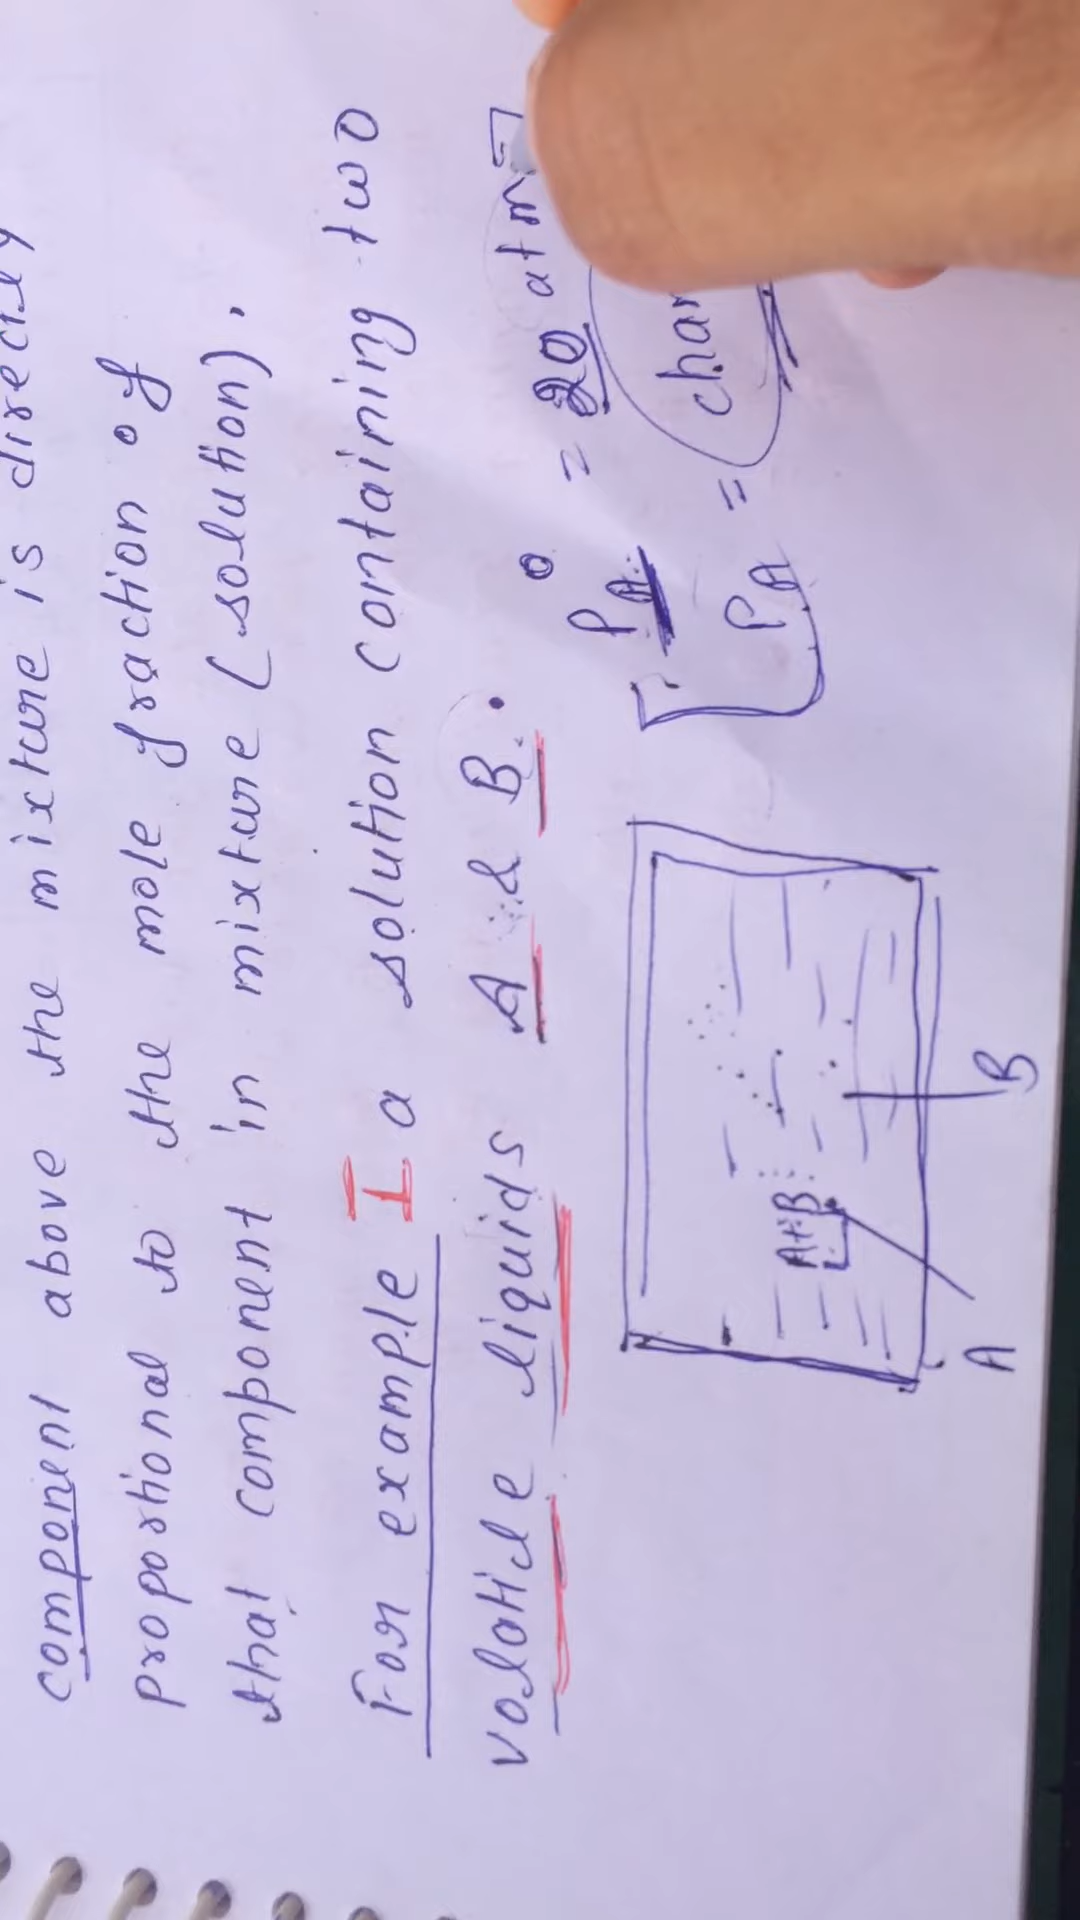 component above the mixture is directly
proportional to the mole fraction of
that component in mixture (solution).
For example I a solution containing two
volatile liquids A & B.
P°A = 20 atm
PA =
A+B
A
B